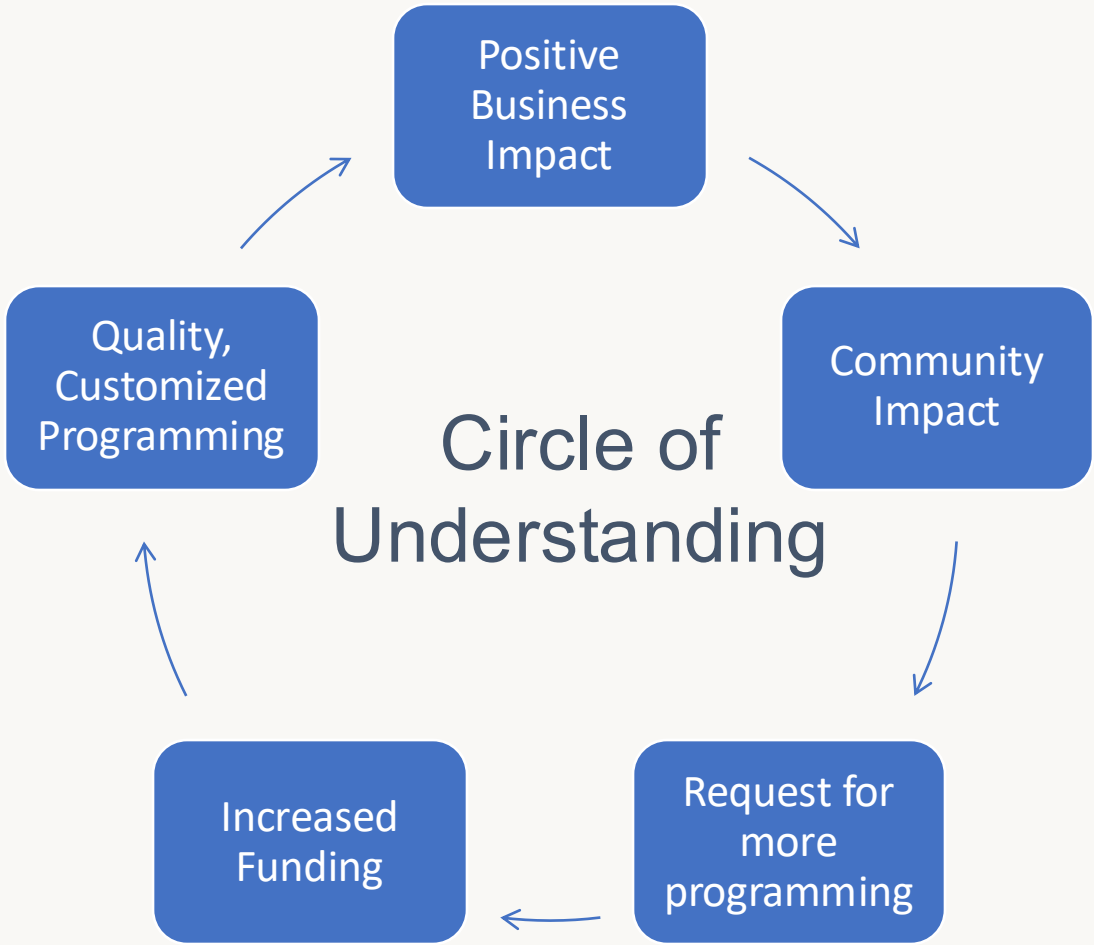 Positive
Business
Impact
Community
Impact
Request for
more
programming
Increased
Funding
Quality,
Customized
Programming
Circle of
Understanding